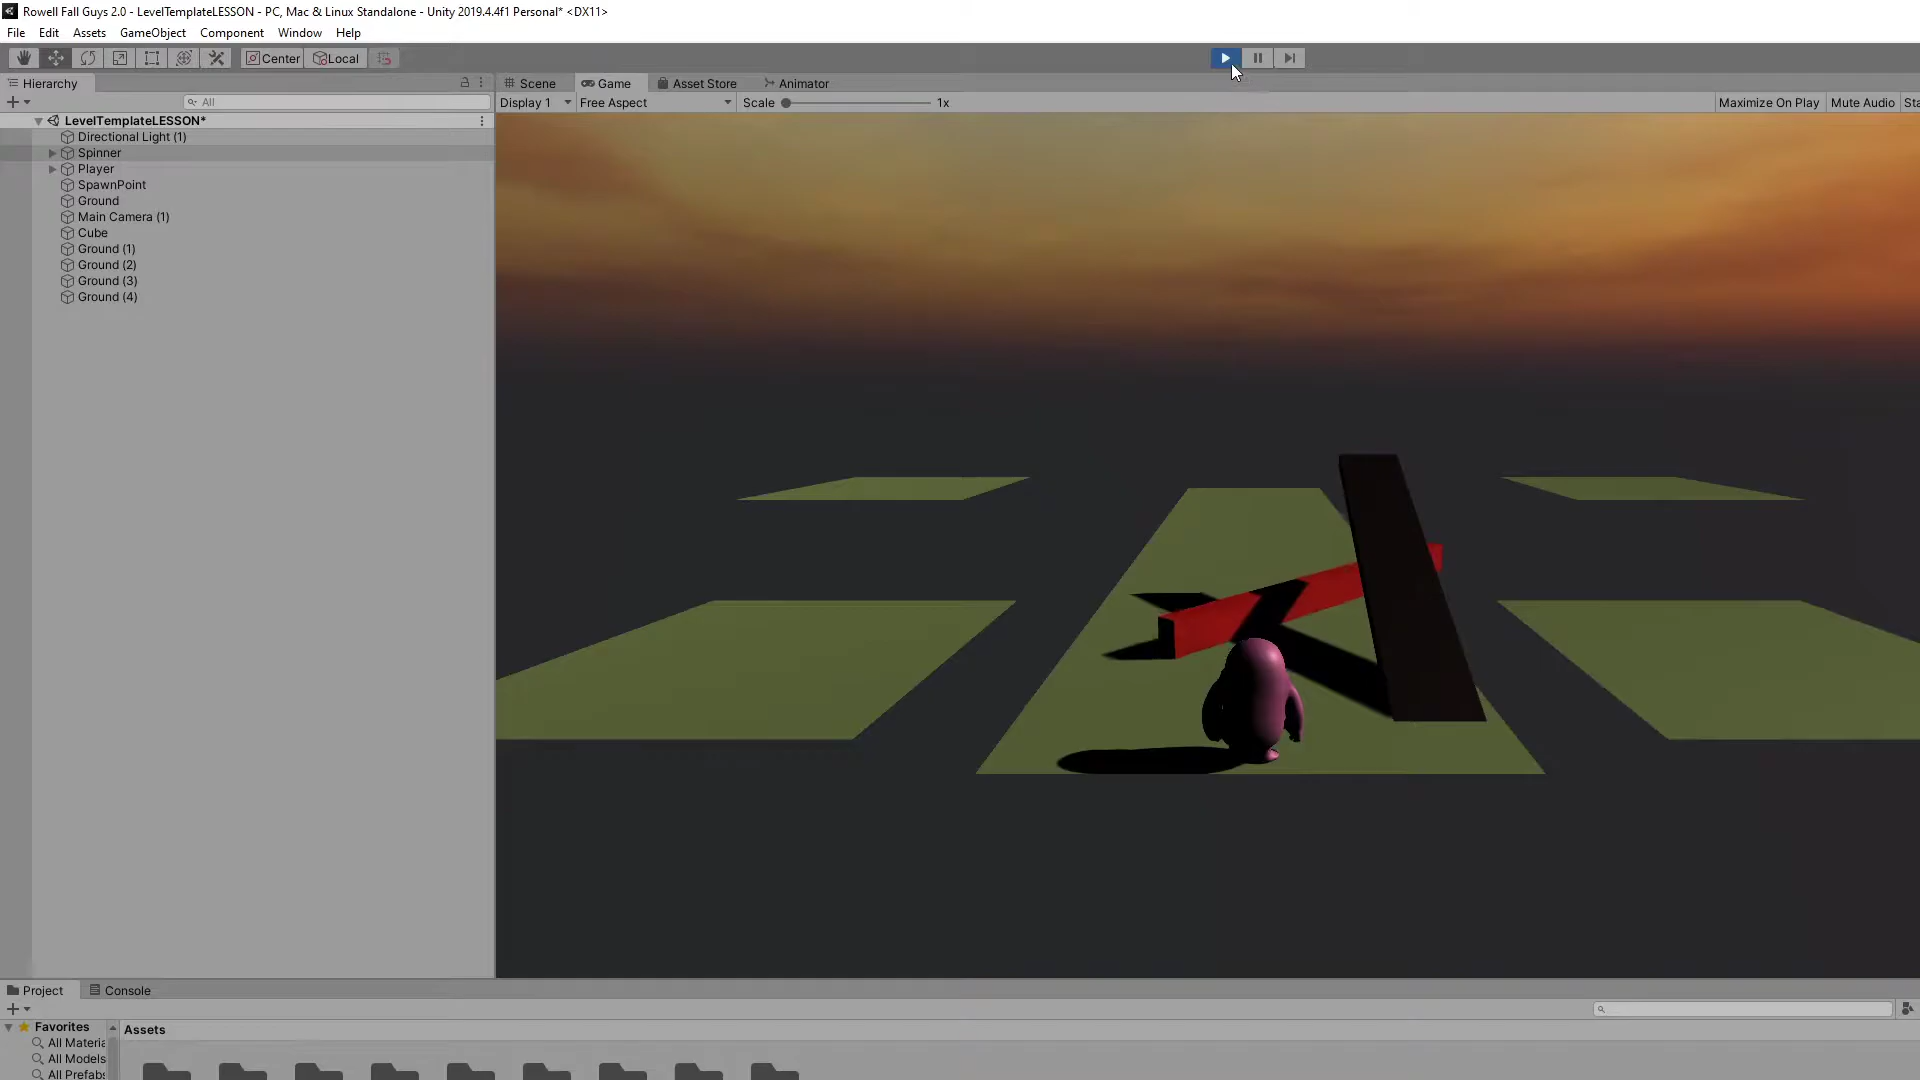 Rowell Fall Guys 2.0 - LevelTemplateLESSON - PC, Mac & Linux Standalone - Unity 2019.4.4f1 Personal* <DX11>
File Edit Assets GameObject Component Window Help
Center Local
Hierarchy
All
LevelTemplateLESSON*
Directional Light (1)
Spinner
Player
SpawnPoint
Ground
Main Camera (1)
Cube
Ground (1)
Ground (2)
Ground (3)
Ground (4)
Scene Game Asset Store Animator
Display 1 Free Aspect Scale 1x Maximize On Play Mute Audio Sta
Project Console
Favorites
All Materia
All Models
All Prefabs
Assets